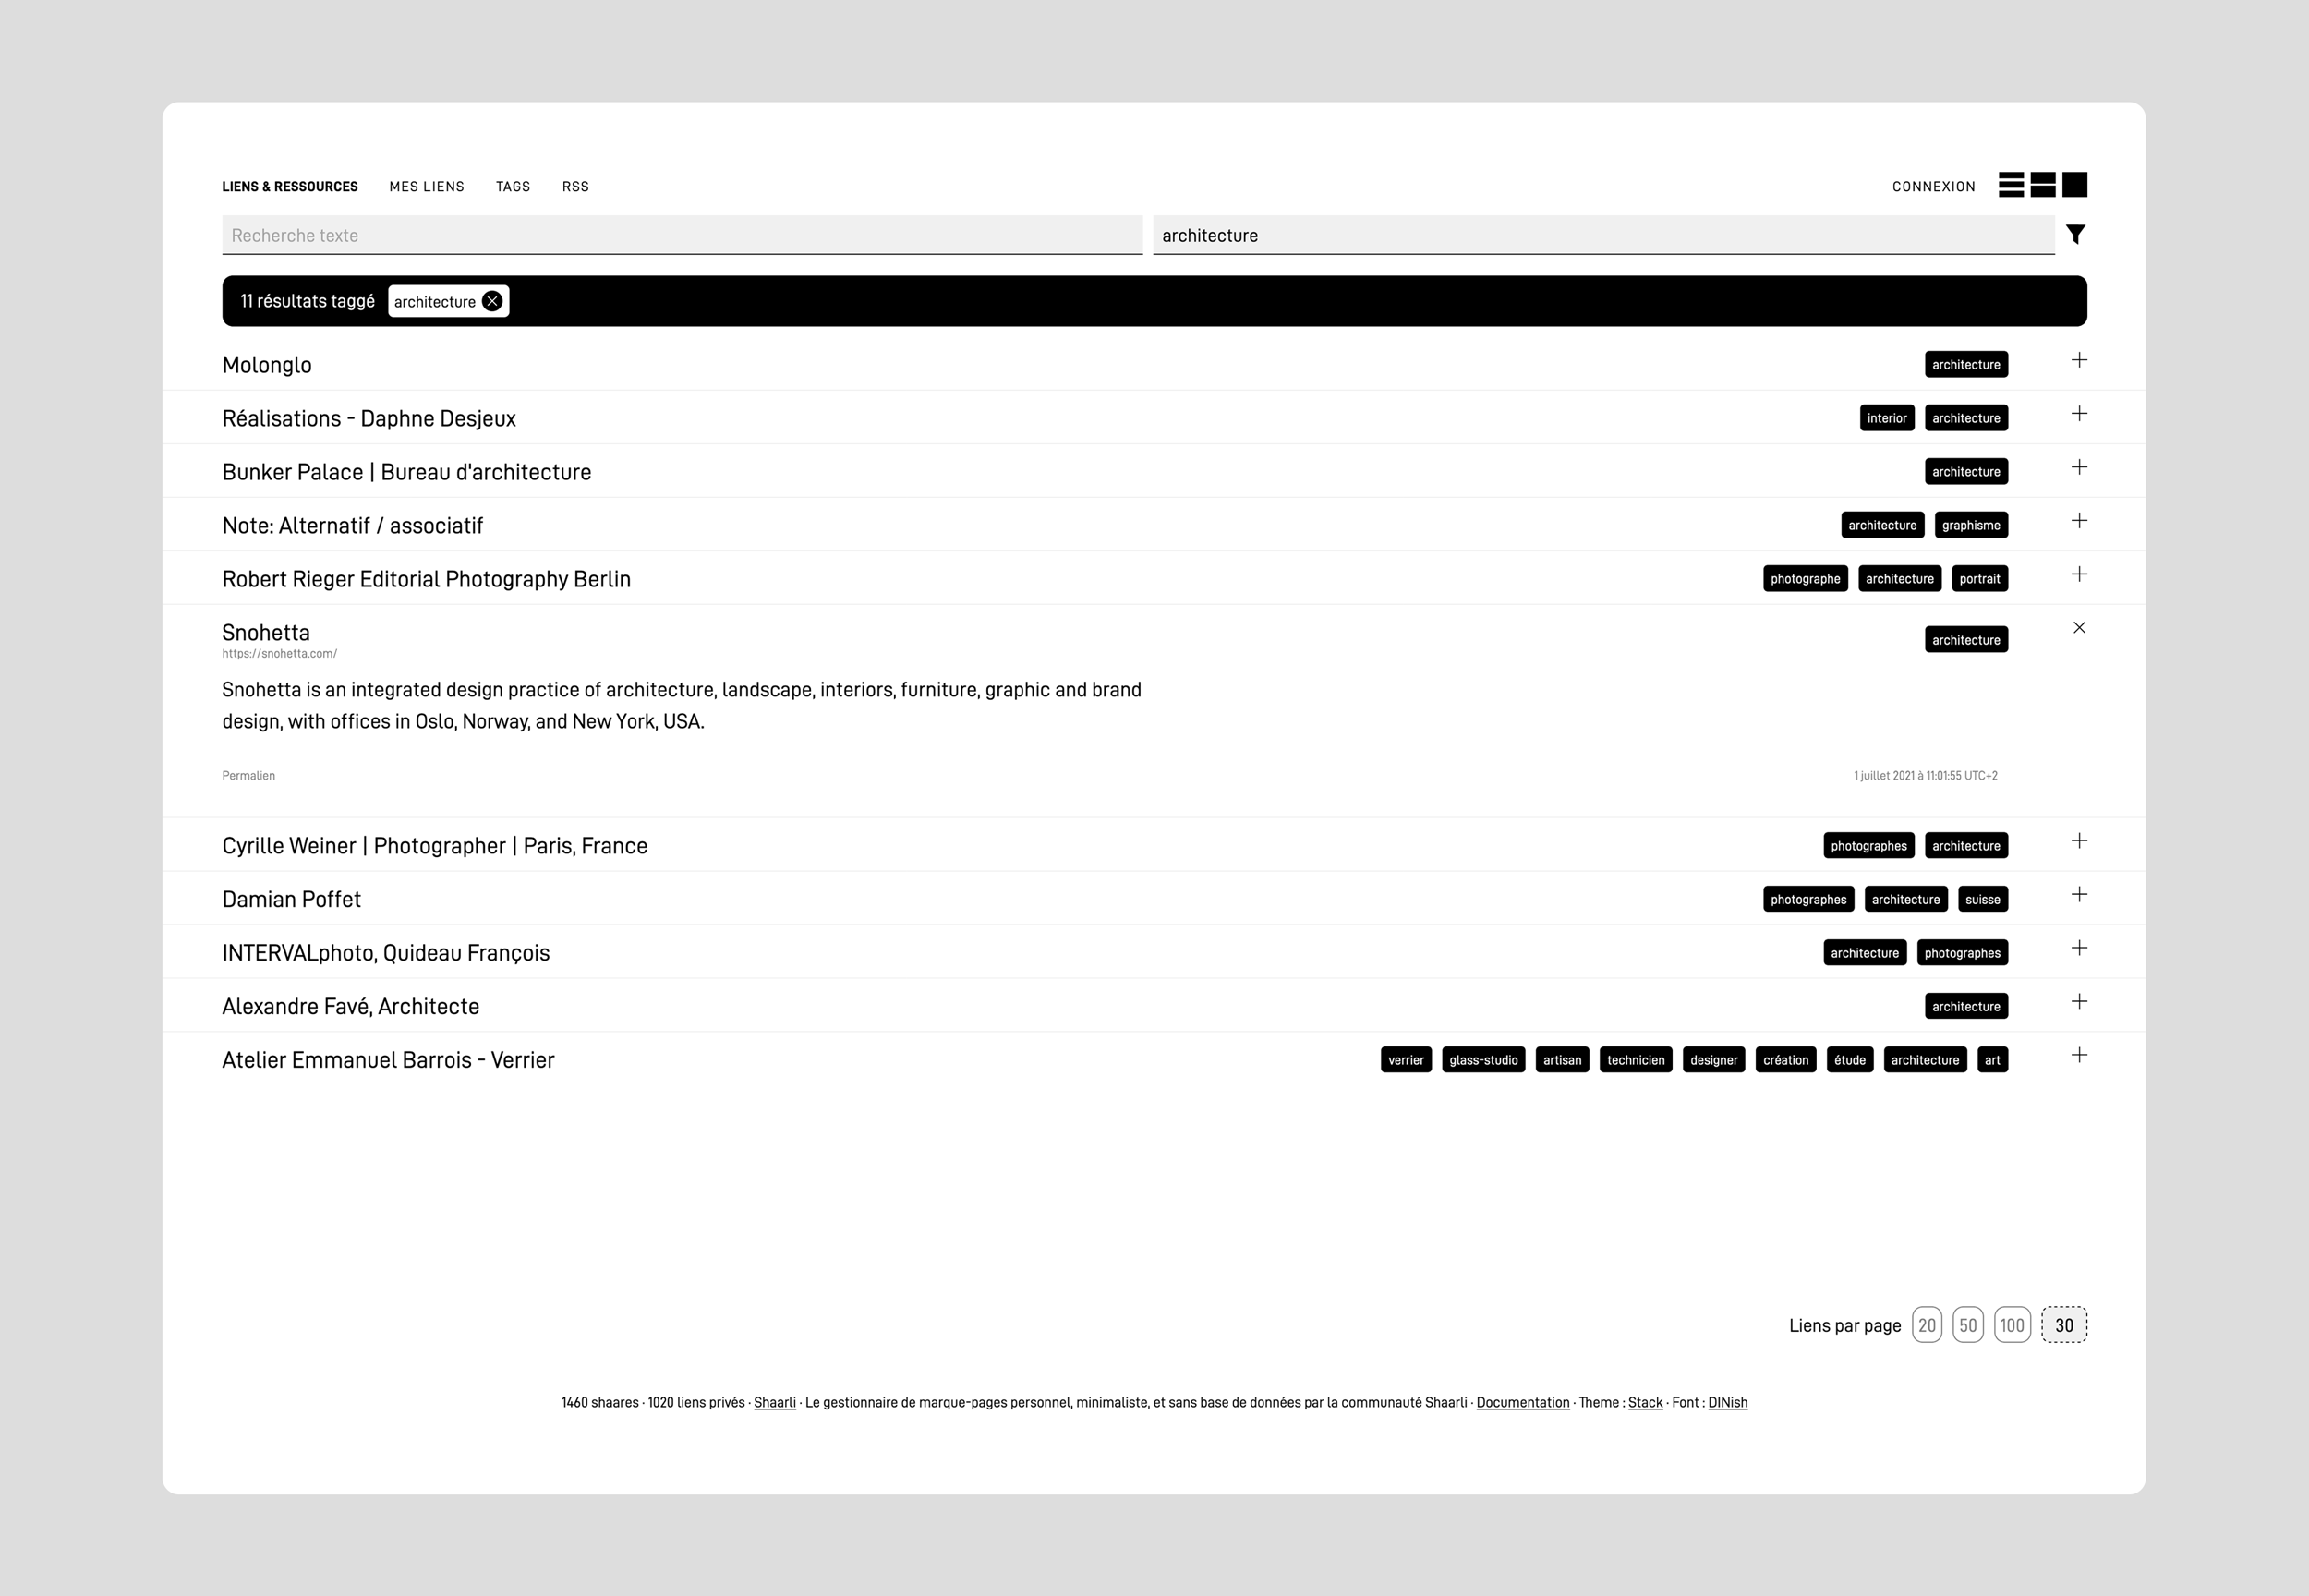 LIENS & RESSOURCES MES LIENS TAGS RSS CONNEXION
Recherche texte architecture
11 résultats taggé architecture
Molonglo architecture
Réalisations - Daphne Desjeux interior architecture
Bunker Palace | Bureau d'architecture architecture
Note: Alternatif / associatif architecture graphisme
Robert Rieger Editorial Photography Berlin photographe architecture portrait
Snohetta architecture
https://snohetta.com/
Snohetta is an integrated design practice of architecture, landscape, interiors, furniture, graphic and brand
design, with offices in Oslo, Norway, and New York, USA.
Permalien 1 juillet 2021 à 11:01:55 UTC+2
Cyrille Weiner | Photographer | Paris, France photographes architecture
Damian Poffet photographes architecture suisse
INTERVALphoto, Quideau François architecture photographes
Alexandre Favé, Architecte architecture
Atelier Emmanuel Barrois - Verrier verrier glass-studio artisan technicien designer création étude architecture art
Liens par page 20 50 100 30
1460 shaares · 1020 liens privés · Shaarli · Le gestionnaire de marque-pages personnel, minimaliste, et sans base de données par la communauté Shaarli · Documentation · Theme : Stack · Font : DINish